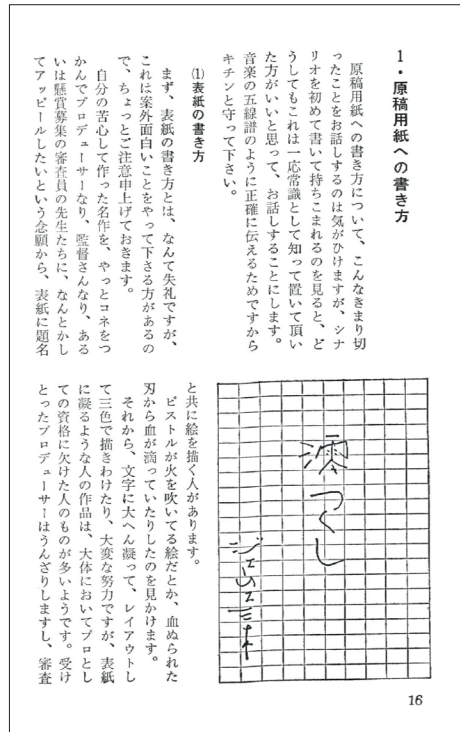 1・原稿用紙への書き方
原稿用紙への書き方について、こんなきまり切
ったことをお話しするのは気がひけますが、シナ
リオを初めて書いて持ちこまれるのを見ると、ど
うしてもこれは一応常識として知って置いて頂い
た方がいいと思って、お話しすることにします。
音楽の五線譜のように正確に伝えるためですから
キチンと守って下さい。
(1)表紙の書き方
まず、表紙の書き方とは、なんて失礼ですが、
これは案外面白いことをやって下さる方があるの
で、ちょっとご注意申上げておきます。
自分の苦心して作った名作を、やっとコネをつ
かんでプロデューサーなり、監督さんなり、ある
いは懸賞募集の審査員の先生たちに、なんとかし
てアッピールしたいという念願から、表紙に題名
つくし
と共に絵を描く人があります。
ピストルが火を吹いてる絵だとか、血ぬられた
刃から血が滴っていたりしたのを見かけます。
それから、文字に大へん凝って、レイアウトし
て三色で描きわけたり、大変な努力ですが、表紙
に凝るような人の作品は、大体においてプロとし
ての資格に欠けた人のものが多いようです。受け
とったプロデューサーはうんざりしますし、審査
16